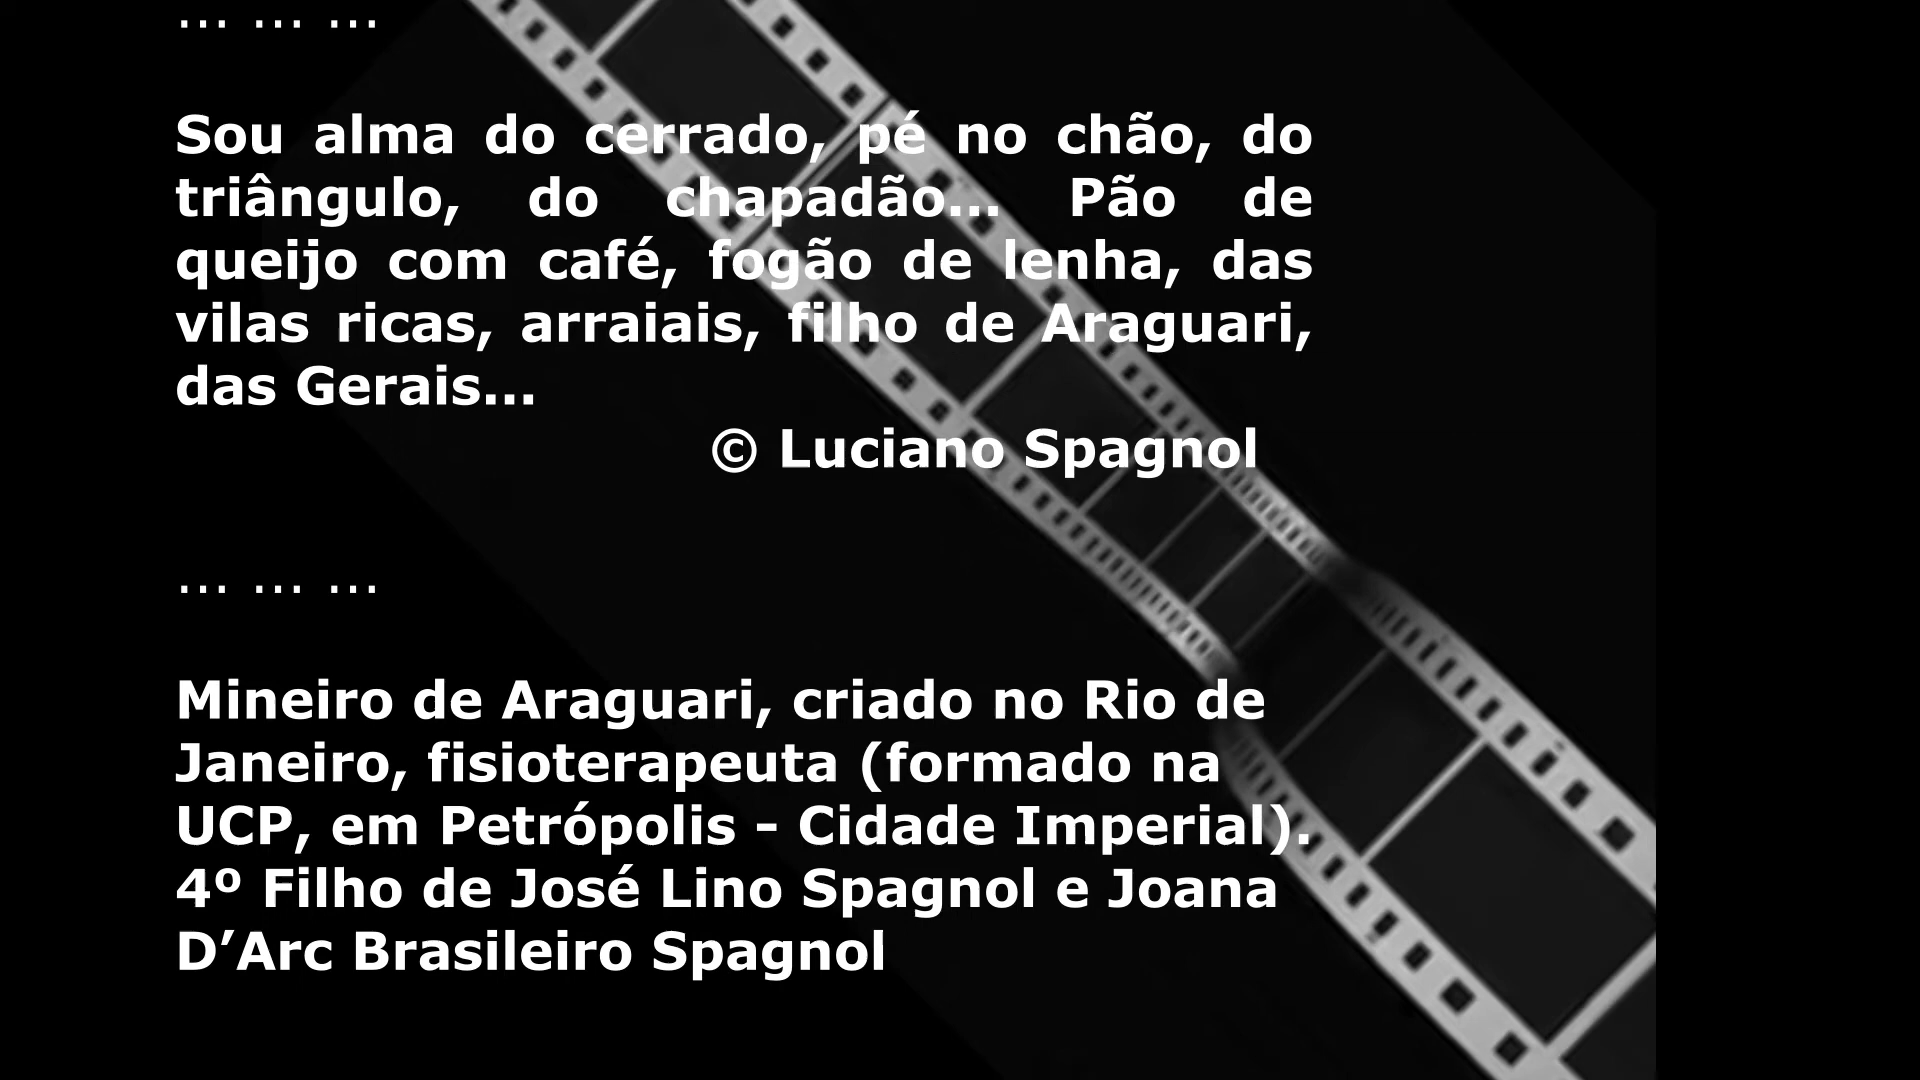 ... ... ...
Sou alma do cerrado, pé no chão, do
triângulo, do chapadão... Pão de
queijo com café, fogão de lenha, das
vilas ricas, arraiais, filho de Araguari,
das Gerais...
© Luciano Spagnol
... ... ...
Mineiro de Araguari, criado no Rio de
Janeiro, fisioterapeuta (formado na
UCP, em Petrópolis - Cidade Imperial).
4º Filho de José Lino Spagnol e Joana
D’Arc Brasileiro Spagnol